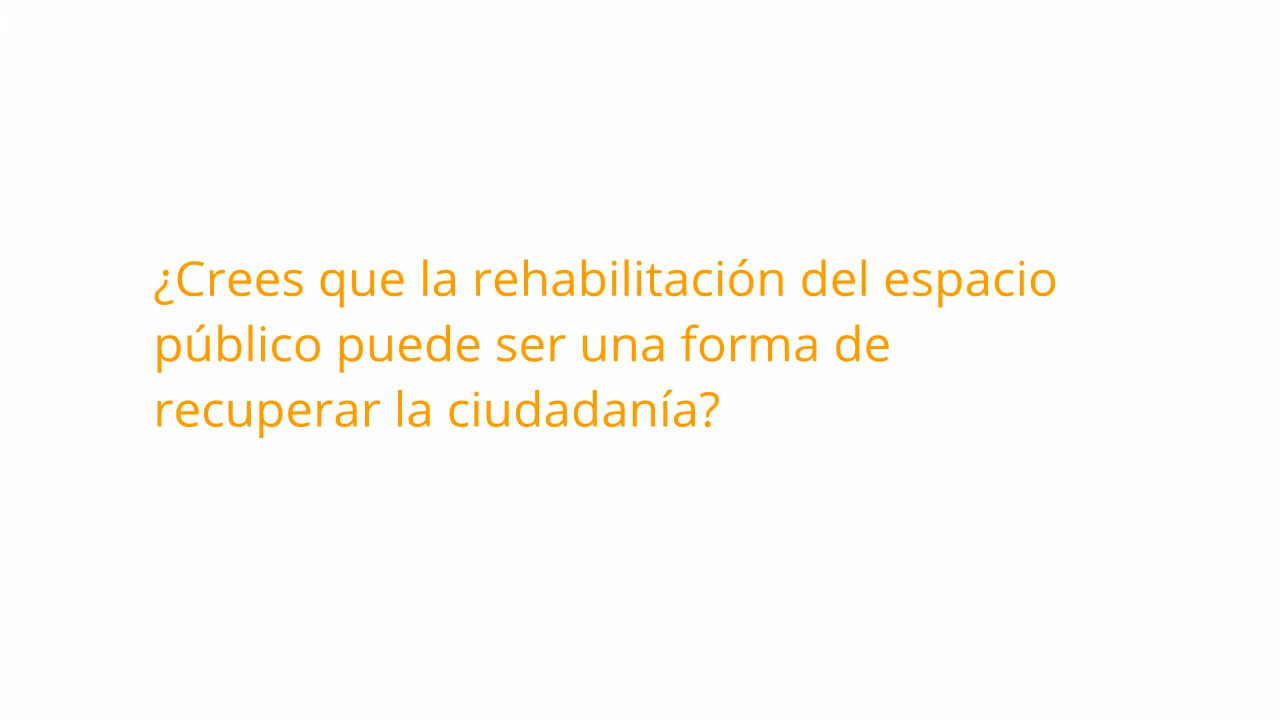 ¿Crees que la rehabilitación del espacio
público puede ser una forma de
recuperar la ciudadanía?